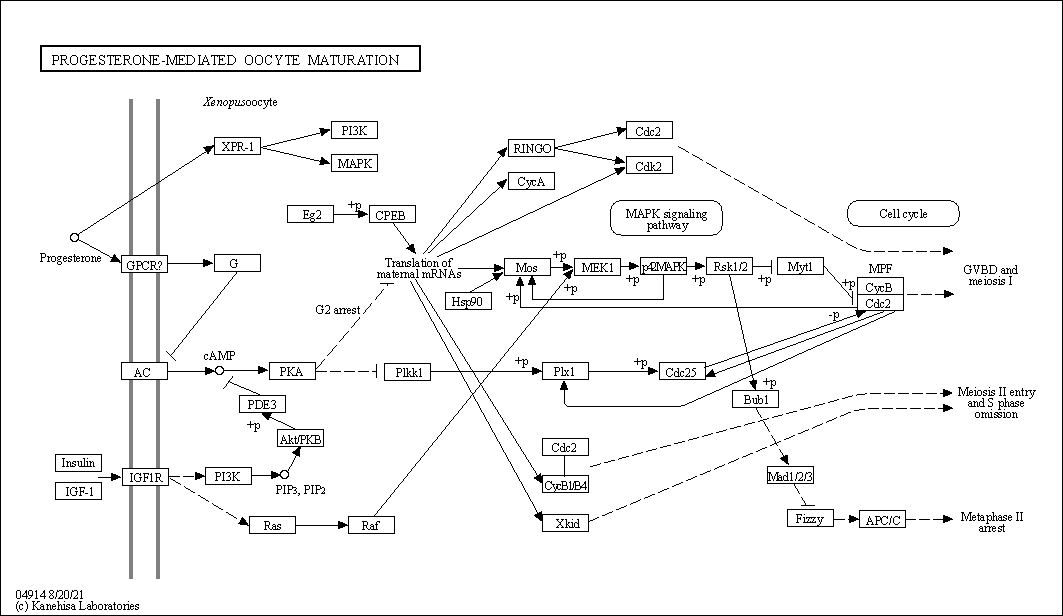 PROGESTERONE-MEDIATED OOCYTE MATURATION
Xenopus oocyte
XPR-1
PI3K
MAPK
RINGO
Cdc2
Cdk2
CycA
Eg2
+p
CPEB
MAPK signaling
pathway
Cell cycle
Progesterone
GPCR?
G
Translation of
maternal mRNAs
Mos
+p
MEK1
+p
p42MAPK
+p
Rsk1/2
+p
Myt1
+p
MPF
CycB
Cdc2
GVBD and
meiosis I
Hsp90
+p
+p
G2 arrest
-p
AC
cAMP
PKA
Plkk1
+p
Plx1
+p
Cdc25
+p
Bub1
Meiosis II entry
and S phase
omission
PDE3
+p
Akt/PKB
Cdc2
CycB1/B4
Insulin
IGF-1
IGF1R
PI3K
PIP3, PIP2
Mad1/2/3
Ras
Raf
Xkid
Fizzy
APC/C
Metaphase II
arrest
04914 8/20/21
(c) Kanehisa Laboratories